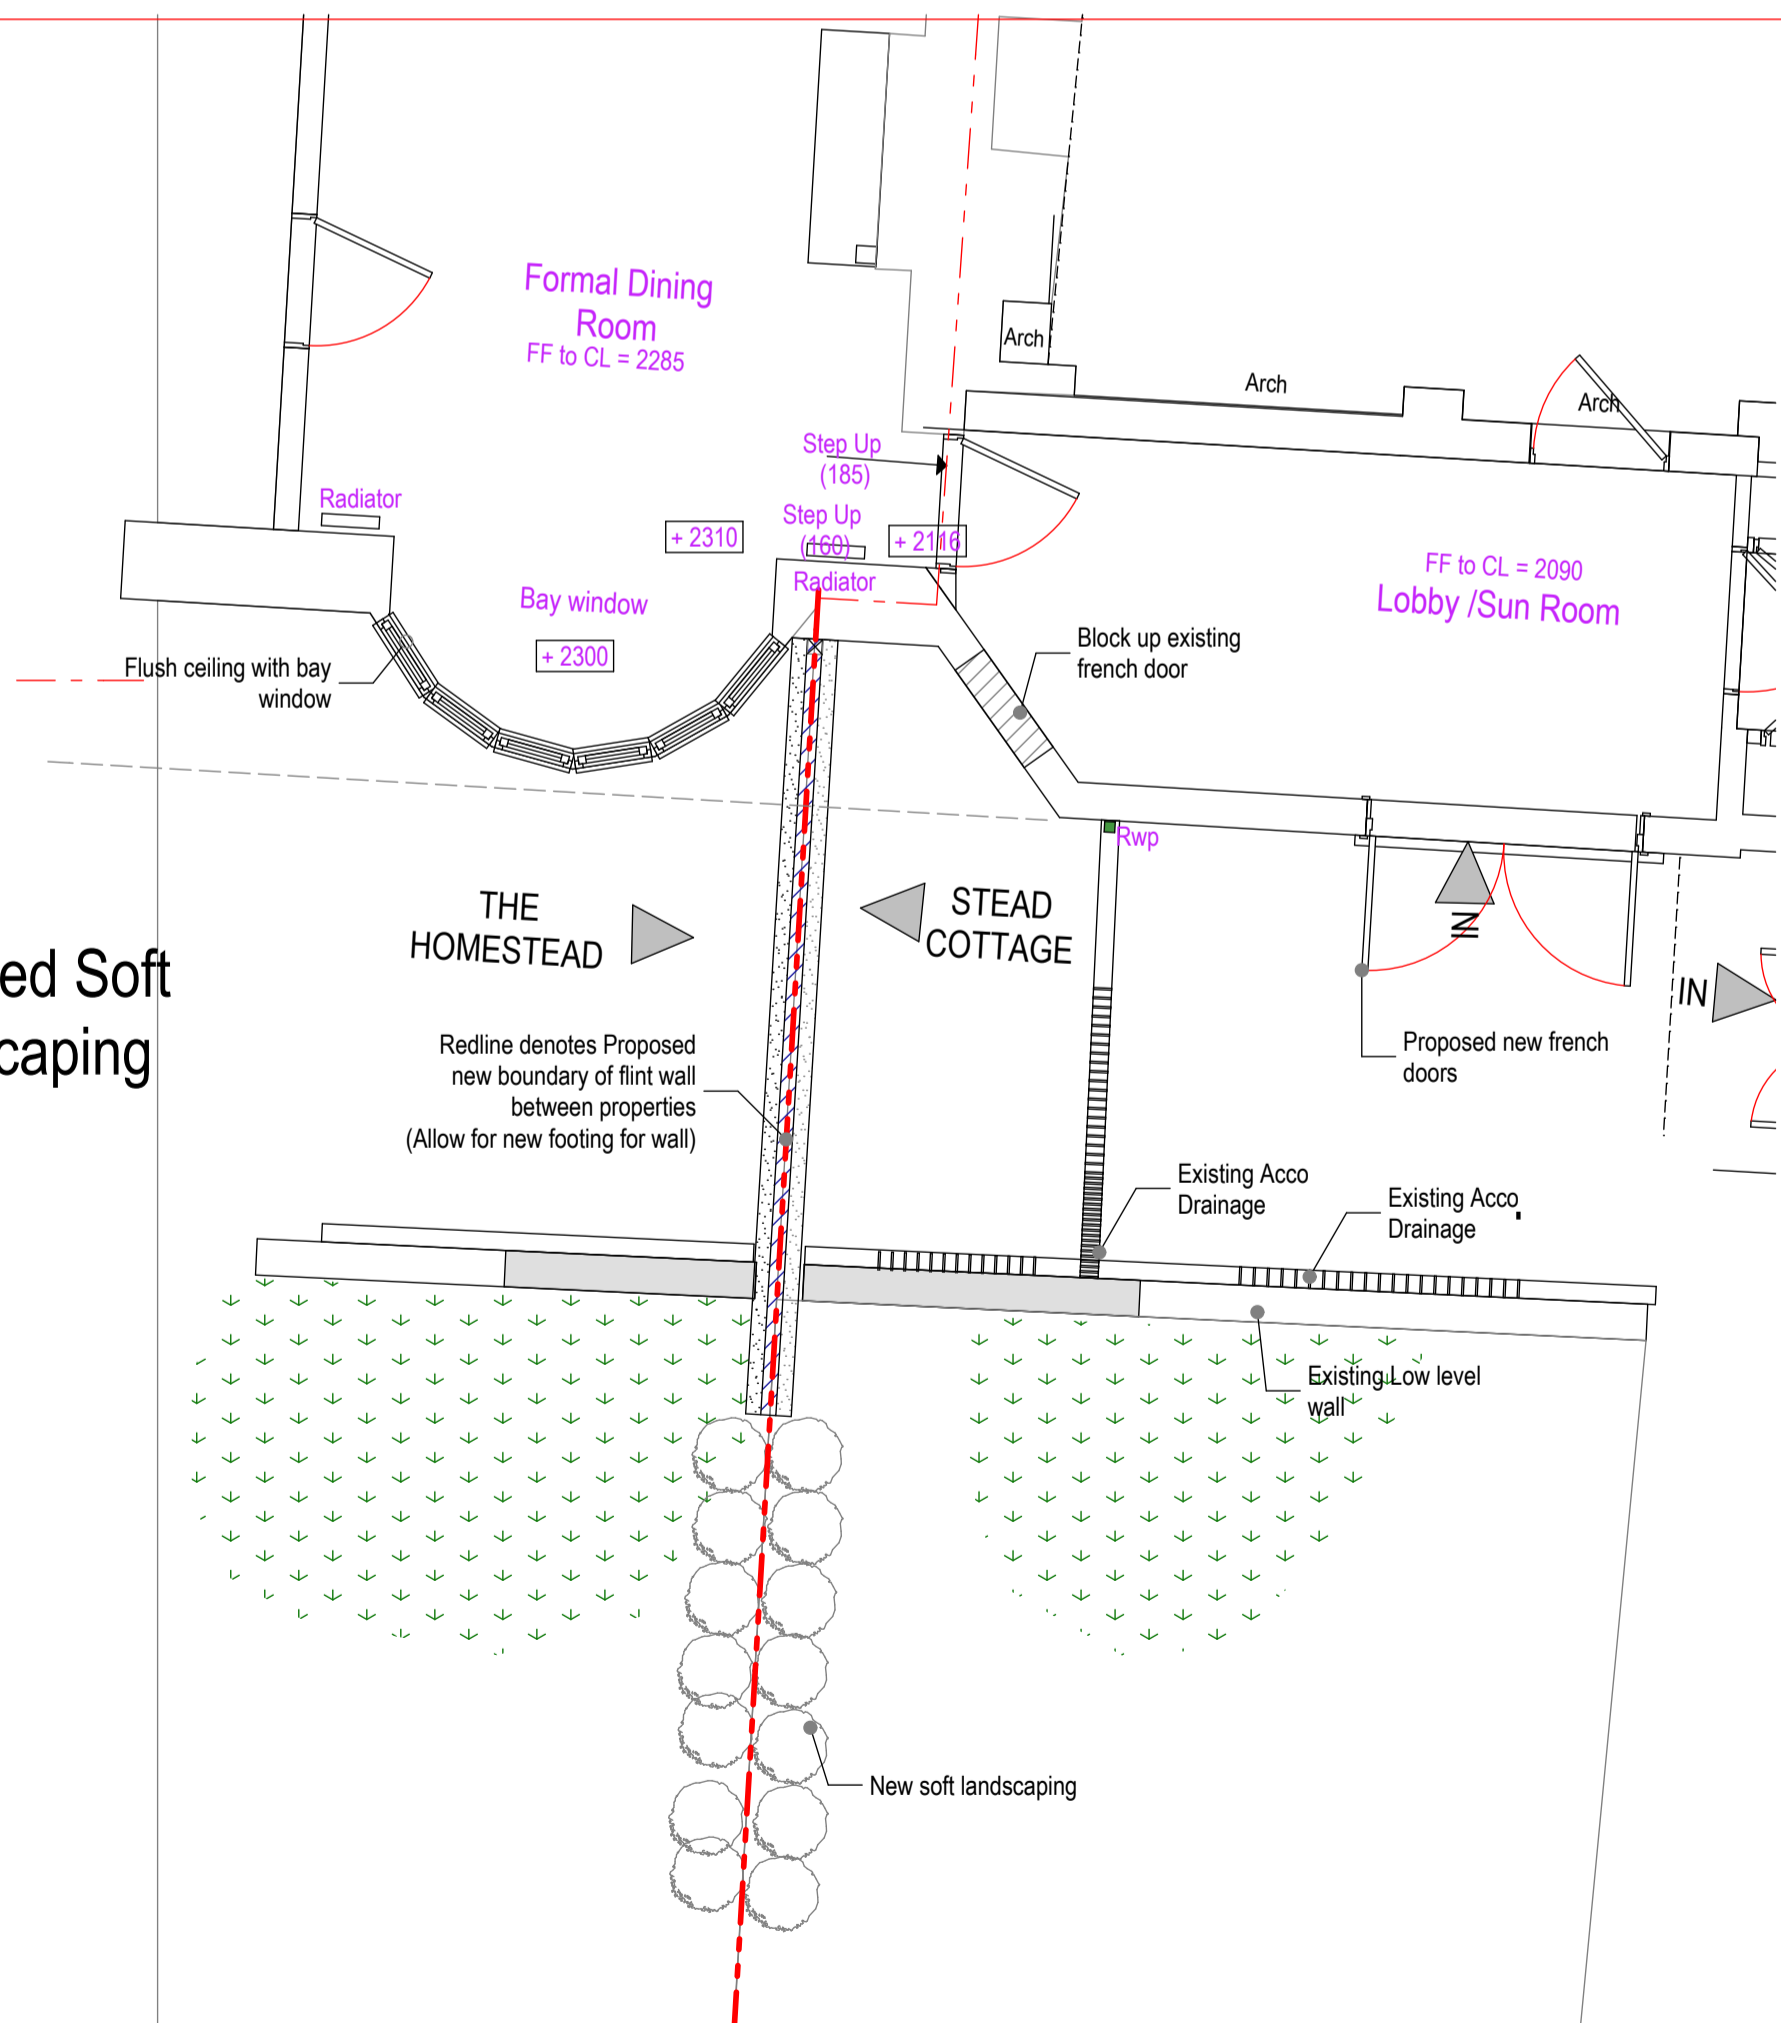 Formal Dining
Room
FF to CL = 2285
Arch
Arch
Arch
Step Up
(185)
Radiator
Step Up
(160)
+ 2310
+ 2116
Radiator
FF to CL = 2090
Lobby /Sun Room
Bay window
+ 2300
Block up existing
french door
Flush ceiling with bay
window
Rwp
THE
HOMESTEAD
STEAD
COTTAGE
IN
IN
ed Soft
caping
Redline denotes Proposed
new boundary of flint wall
between properties
(Allow for new footing for wall)
Proposed new french
doors
Existing Acco
Drainage
Existing Acco
Drainage
Existing Low level
wall
New soft landscaping